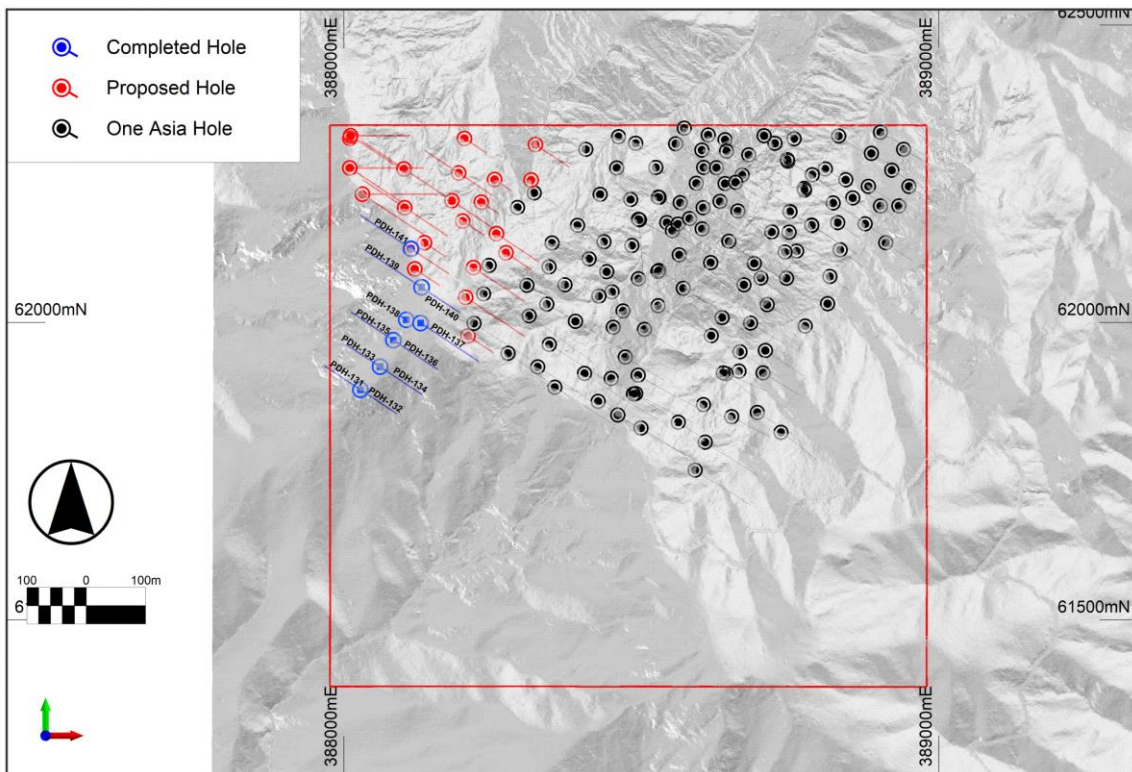 62500mN
388000mE
389000mE
Completed Hole
Proposed Hole
One Asia Hole
PDH-141
PDH-139
PDH-140
62000mN
62000mN
PDH-138
PDH-137
PDH-135
PDH-136
PDH-133
PDH-134
PDH-131
PDH-132
100 0 100m
6
61500mN
388000mE
389000mE